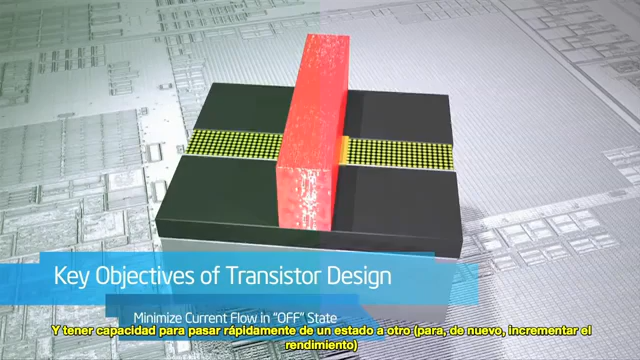 Key Objectives of Transistor Design
Minimize Current Flow in "OFF" State
Y tener capacidad para pasar rápidamente de un estado a otro (para, de nuevo, incrementar el
rendimiento)